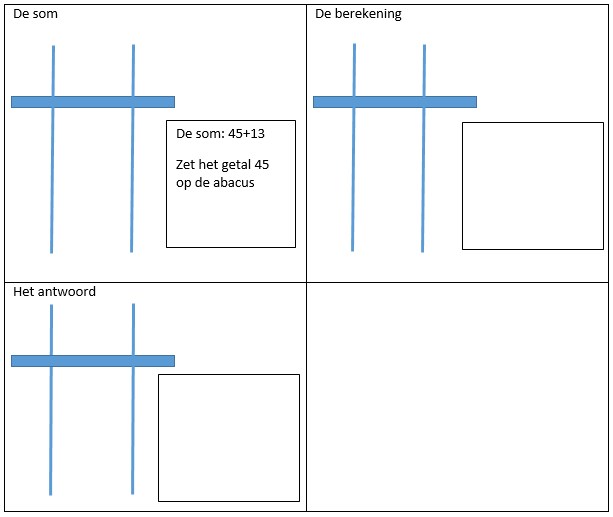 De som
De som: 45+13
Zet het getal 45
op de abacus
De berekening
Het antwoord